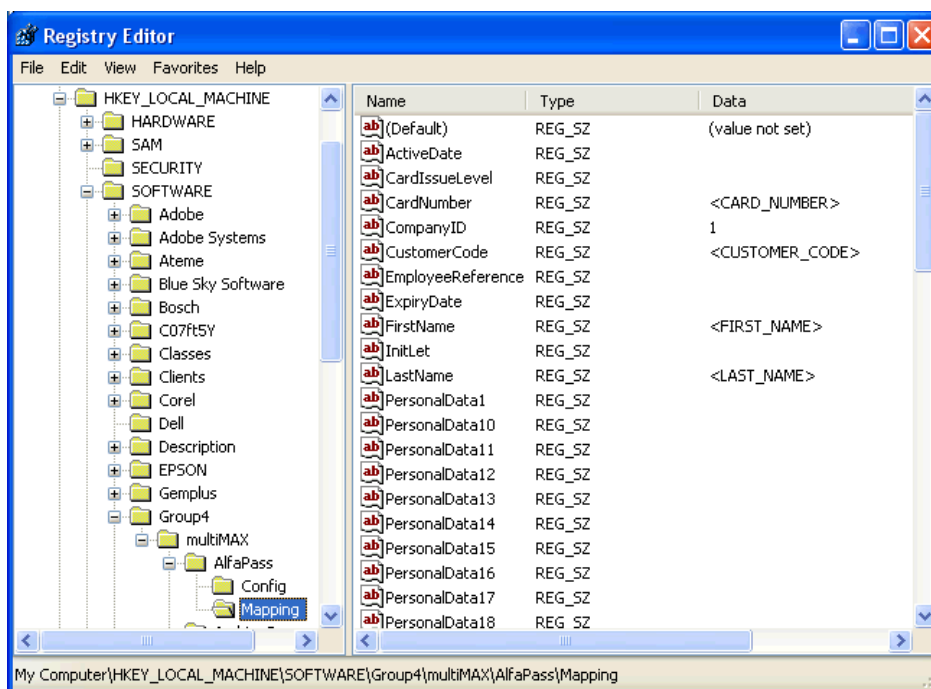 Registry Editor
File Edit View Favorites Help
HKEY_LOCAL_MACHINE
HARDWARE
SAM
SECURITY
SOFTWARE
Adobe
Adobe Systems
Ateme
Blue Sky Software
Bosch
C07ft5Y
Classes
Clients
Corel
Dell
Description
EPSON
Gemplus
Group4
multiMAX
AlfaPass
Config
Mapping
Name Type Data
(Default) REG_SZ (value not set)
ActiveDate REG_SZ
CardIssueLevel REG_SZ
CardNumber REG_SZ <CARD_NUMBER>
CompanyID REG_SZ 1
CustomerCode REG_SZ <CUSTOMER_CODE>
EmployeeReference REG_SZ
ExpiryDate REG_SZ
FirstName REG_SZ <FIRST_NAME>
InitLet REG_SZ
LastName REG_SZ <LAST_NAME>
PersonalData1 REG_SZ
PersonalData10 REG_SZ
PersonalData11 REG_SZ
PersonalData12 REG_SZ
PersonalData13 REG_SZ
PersonalData14 REG_SZ
PersonalData15 REG_SZ
PersonalData16 REG_SZ
PersonalData17 REG_SZ
PersonalData18 REG_SZ
My Computer\HKEY_LOCAL_MACHINE\SOFTWARE\Group4\multiMAX\AlfaPass\Mapping